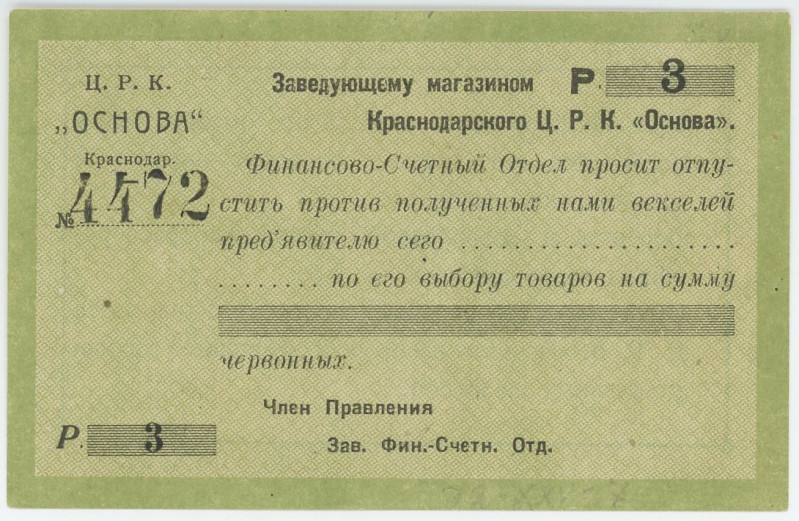 Ц. Р. К.
„ОСНОВА“
Краснодар.
№ 4472
Заведующему магазином Р. 3
Краснодарского Ц. Р. К. «Основа».
Финансово-Счетный Отдел просит отпу-
стить против полученных нами векселей
пред’явителю сего ......................
........ по его выбору товаров на сумму
червонных.
Член Правления
Р. 3
Зав. Фин.-Счетн. Отд.